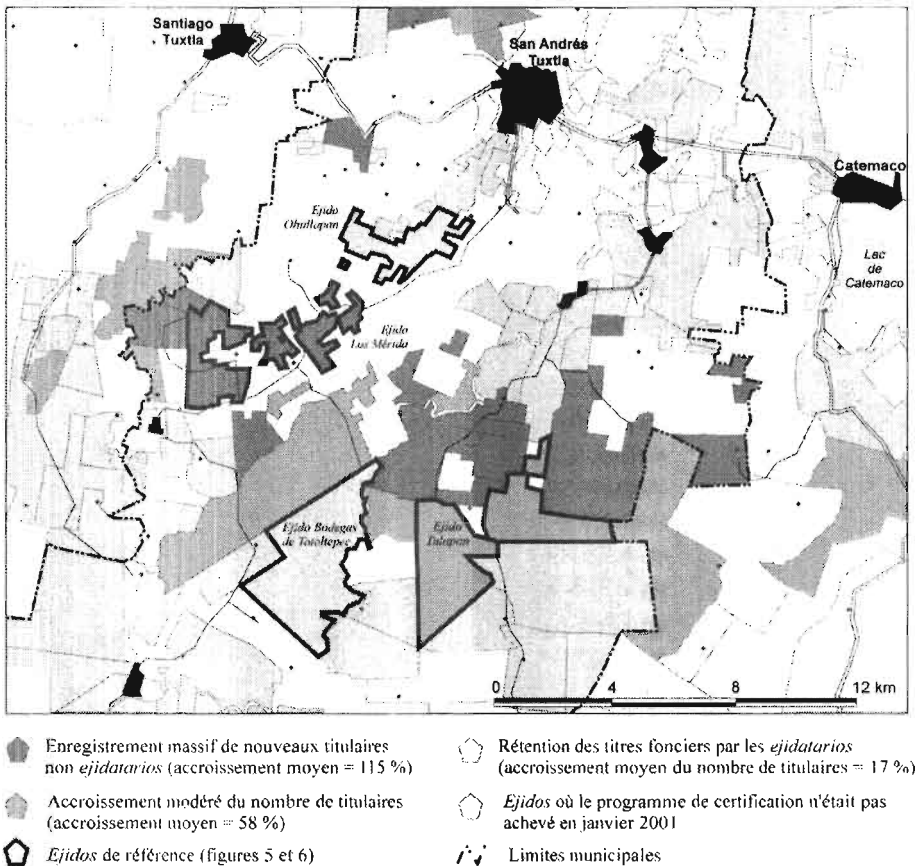 Santiago
Tuxtla
San Andrés
Tuxtla
Catemaco
Ejido
Ohuilapan
Lac
de
Catemaco
Ejido
Los Mérida
Ejido Bodegas
de Totoltepec
Ejido
Tulapan
0 4 8 12 km
Enregistrement massif de nouveaux titulaires
non ejidatarios (accroissement moyen = 115 %)
Accroissement modéré du nombre de titulaires
(accroissement moyen = 58 %)
Ejidos de référence (figures 5 et 6)
Rétention des titres fonciers par les ejidatarios
(accroissement moyen du nombre de titulaires = 17 %)
Ejidos où le programme de certification n'était pas
achevé en janvier 2001
Limites municipales